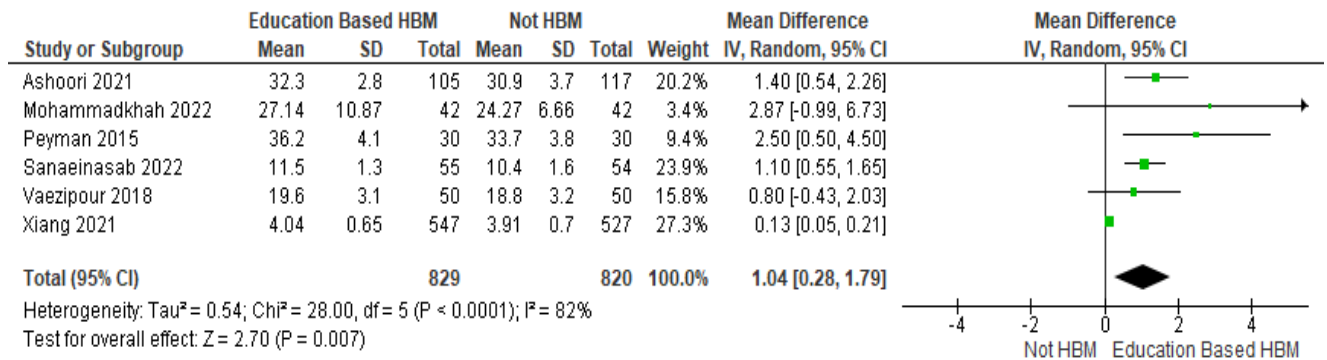 Education Based HBM Not HBM Mean Difference Mean Difference
Study or Subgroup Mean SD Total Mean SD Total Weight IV, Random, 95% CI IV, Random, 95% CI
Ashoori 2021 32.3 2.8 105 30.9 3.7 117 20.2% 1.40 [0.54, 2.26]
Mohammadkhah 2022 27.14 10.87 42 24.27 6.66 42 3.4% 2.87 [-0.99, 6.73]
Peyman 2015 36.2 4.1 30 33.7 3.8 30 9.4% 2.50 [0.50, 4.50]
Sanaeinasab 2022 11.5 1.3 55 10.4 1.6 54 23.9% 1.10 [0.55, 1.65]
Vaezipour 2018 19.6 3.1 50 18.8 3.2 50 15.8% 0.80 [-0.43, 2.03]
Xiang 2021 4.04 0.65 547 3.91 0.7 527 27.3% 0.13 [0.05, 0.21]
Total (95% CI) 829 820 100.0% 1.04 [0.28, 1.79]
Heterogeneity: Tau² = 0.54; Chi² = 28.00, df = 5 (P < 0.0001); I² = 82%
Test for overall effect: Z = 2.70 (P = 0.007)
-4 -2 0 2 4
Not HBM Education Based HBM